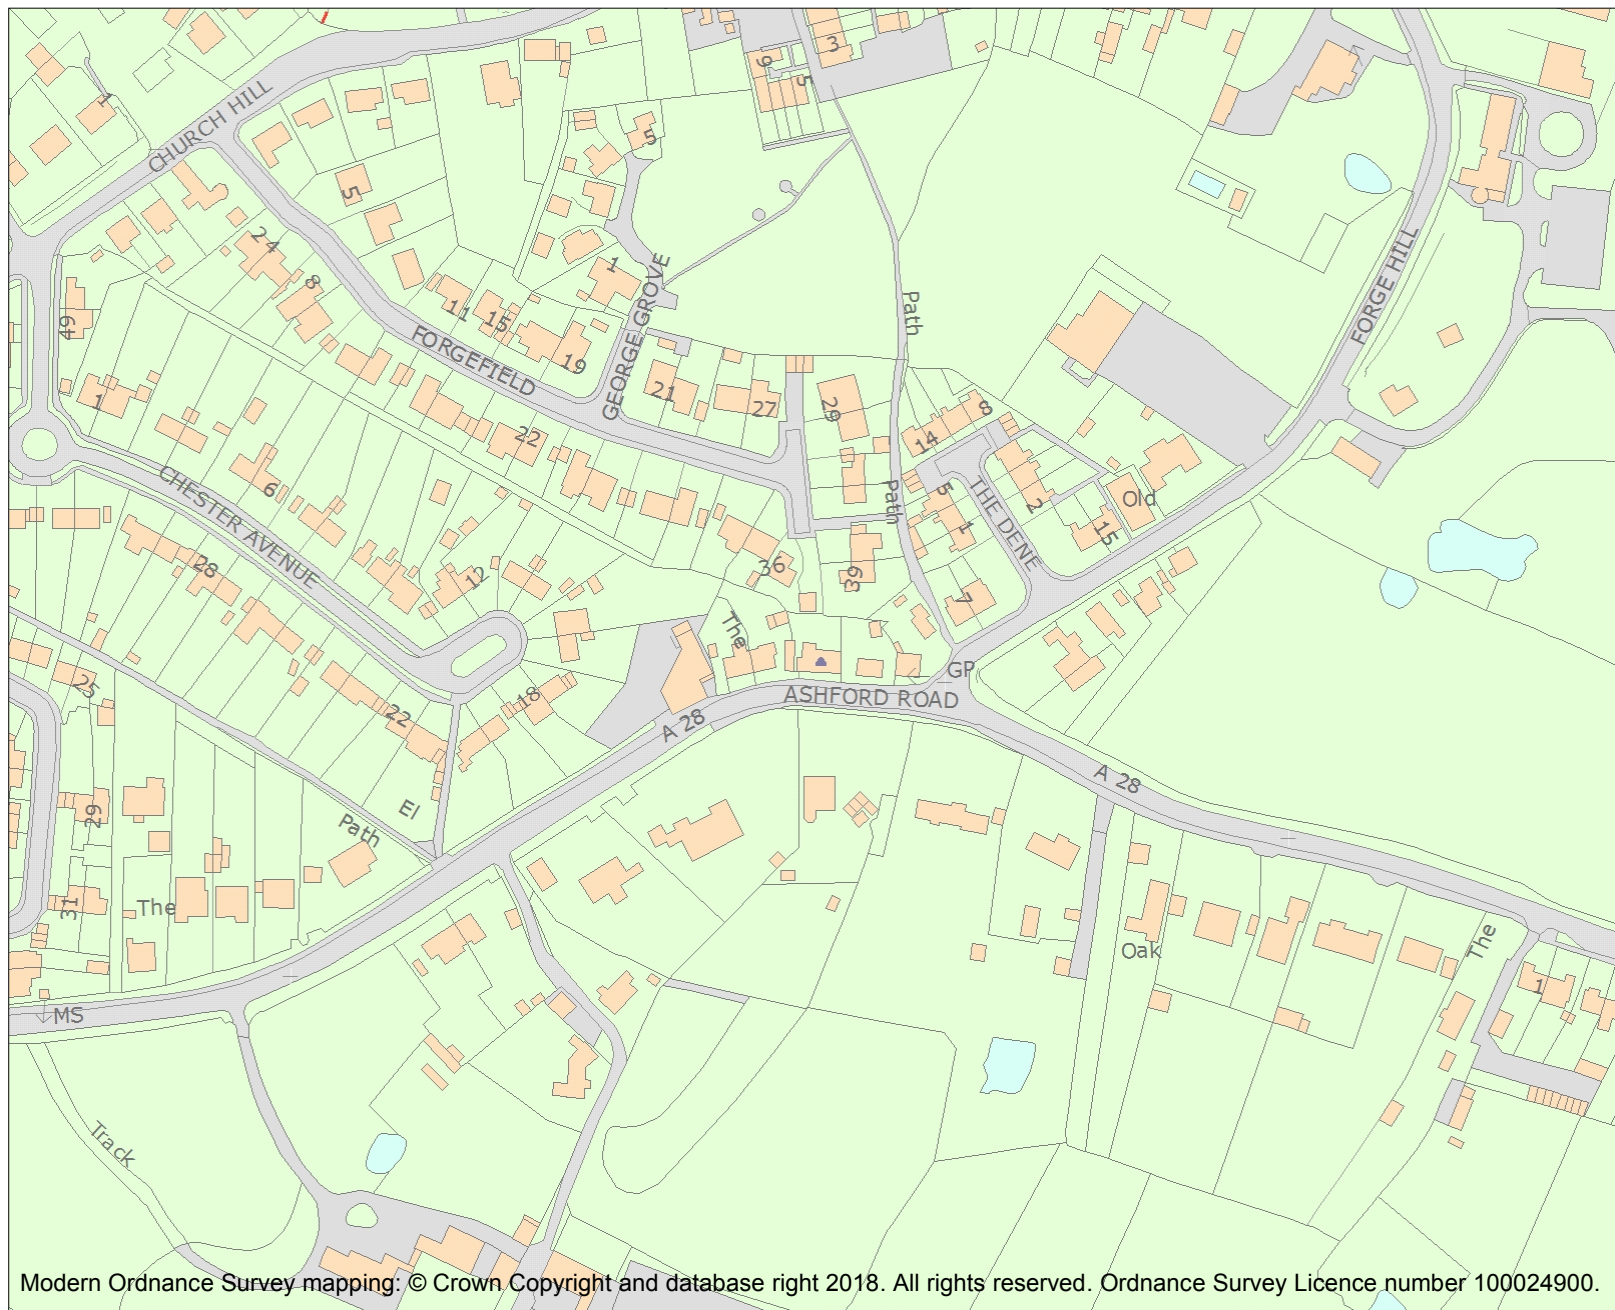 3
9
5
1
CHURCH HILL
5
5
24
1
8
11
15
49
FORGEFIELD
19
GEORGE GROVE
Path
FORGE HILL
1
21
27
29
8
14
22
6
CHESTER AVENUE
Path
5
1
THE DENE
2
Old
15
28
12
36
39
7
The
25
18
22
GP
ASHFORD ROAD
A 28
A 28
29
El
Path
31
The
Oak
The
1
MS
Track
Modern Ordnance Survey mapping: © Crown Copyright and database right 2018. All rights reserved. Ordnance Survey Licence number 100024900.